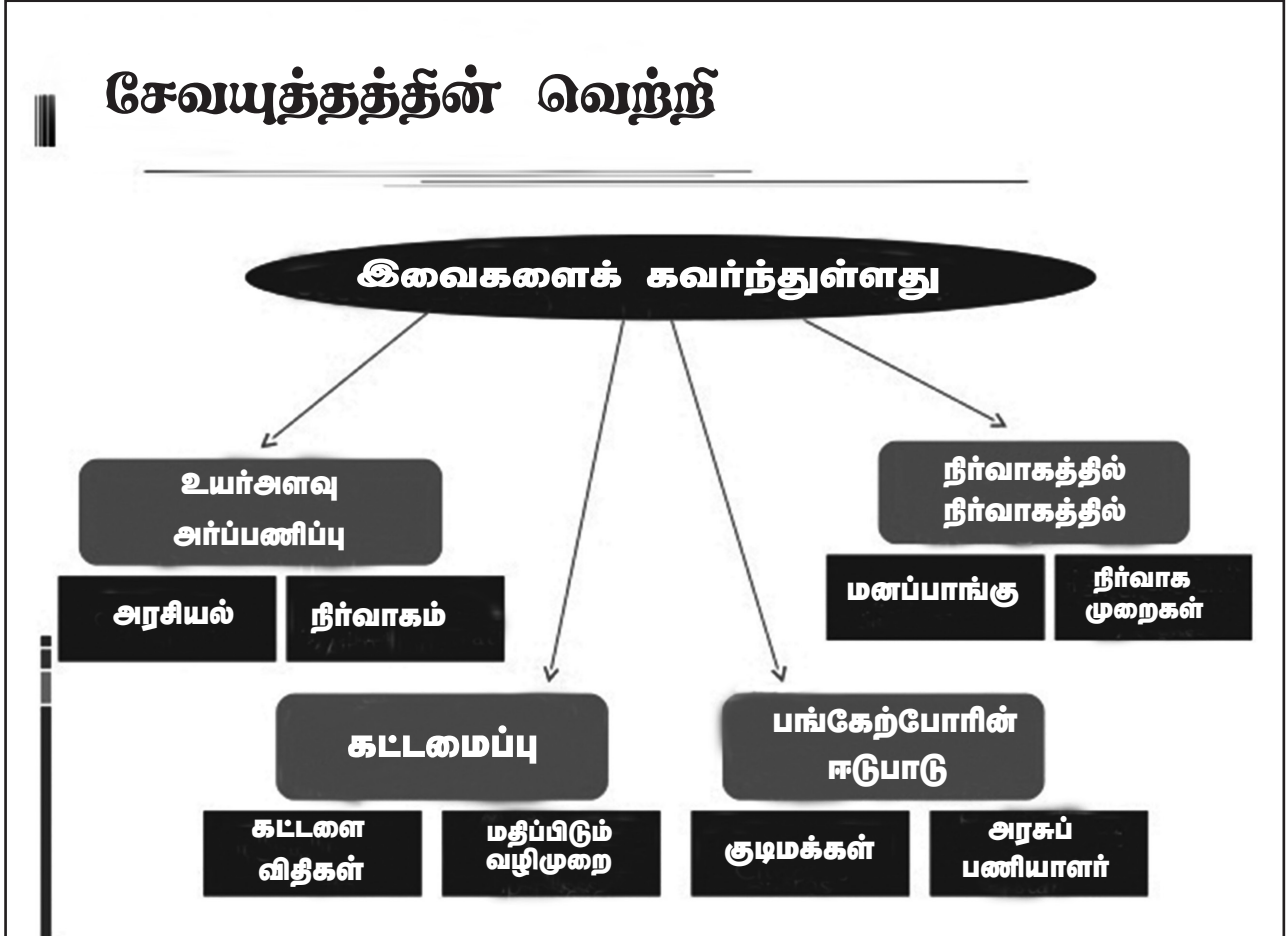 சேவயுத்தத்தின் வெற்றி
இவைகளைக் கவர்ந்துள்ளது
உயர்அளவு
அர்ப்பணிப்பு
அரசியல்
நிர்வாகம்
கட்டமைப்பு
கட்டளை
விதிகள்
மதிப்பிடும்
வழிமுறை
பங்கேற்போரின்
ஈடுபாடு
குடிமக்கள்
அரசுப்
பணியாளர்
நிர்வாகத்தில்
நிர்வாகத்தில்
மனப்பாங்கு
நிர்வாக
முறைகள்